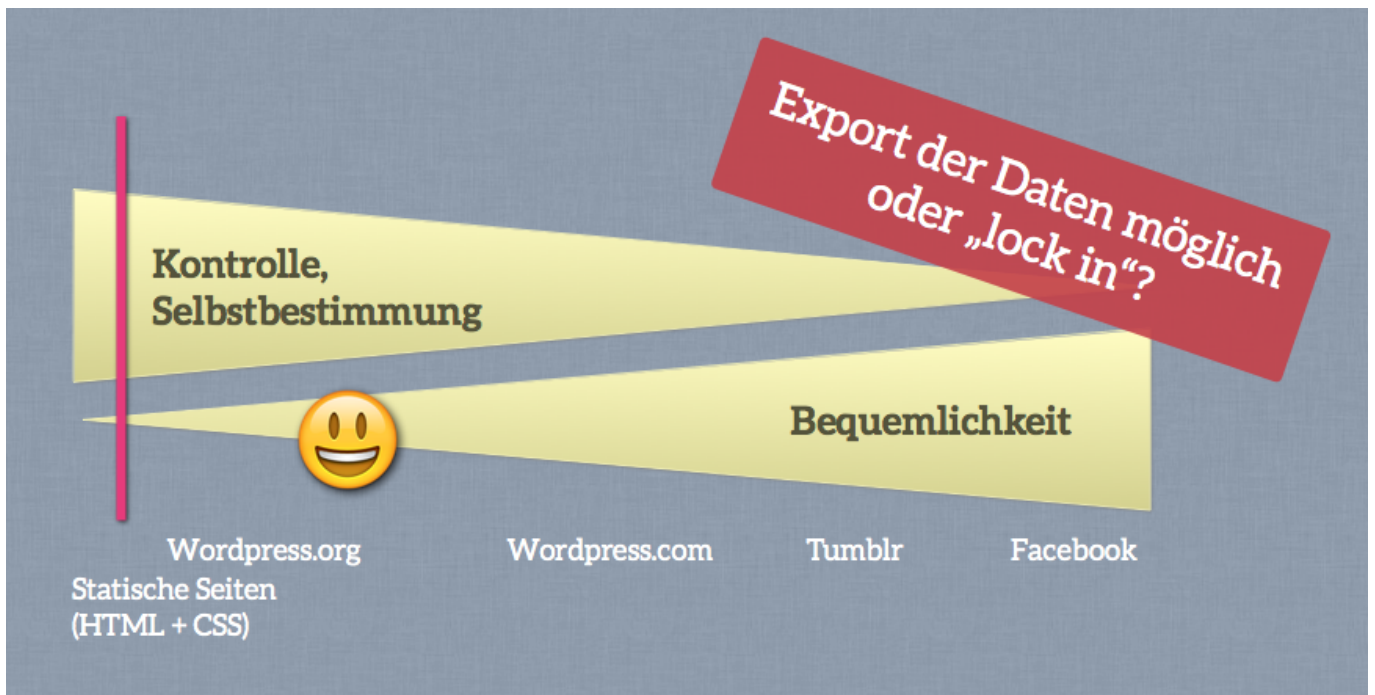 Export der Daten möglich
oder „lock in“?
Kontrolle,
Selbstbestimmung
Bequemlichkeit
Wordpress.org
Wordpress.com
Tumblr
Facebook
Statische Seiten
(HTML + CSS)